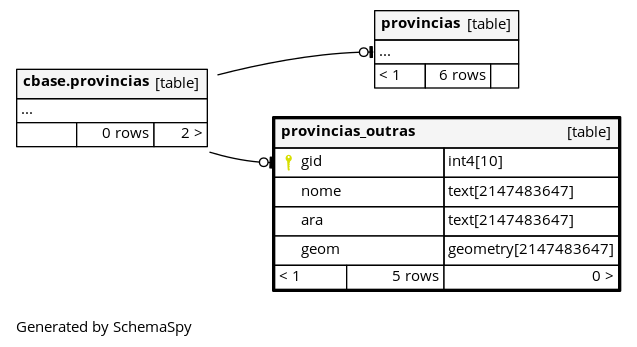 provincias [table]
...
< 1 6 rows
cbase.provincias [table]
...
0 rows 2 >
provincias_outras [table]
gid int4[10]
nome text[2147483647]
ara text[2147483647]
geom geometry[2147483647]
< 1 5 rows 0 >
Generated by SchemaSpy